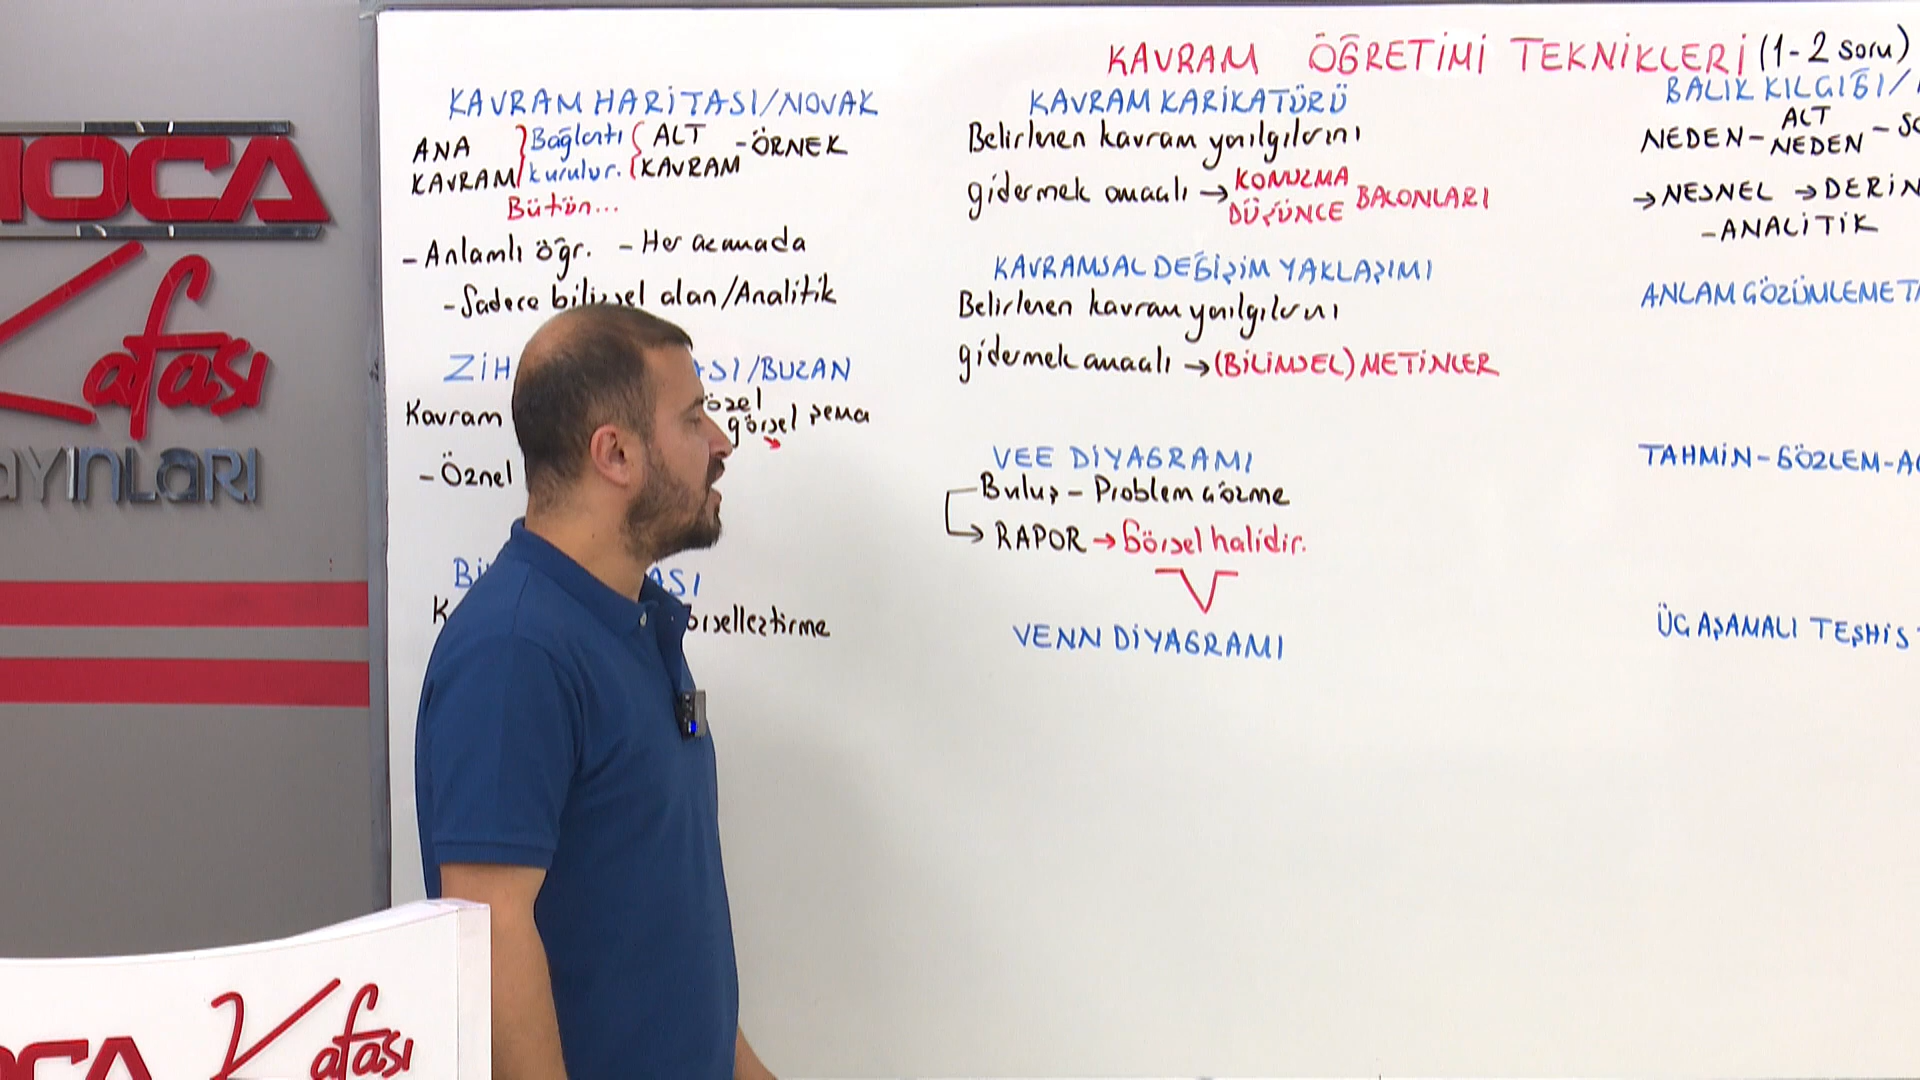 HOCA
Kafası
YAYINLARI
KAVRAM ÖĞRETİMİ TEKNİKLERİ (1-2 soru)
KAVRAM HARİTASI/NOVAK
ANA KAVRAM
Bağlantı kurulur.
ALT KAVRAM
-ÖRNEK
Bütün...
-Anlamlı öğr. -Her aşamada
-Sadece bilişsel alan/Analitik
ASI/BUZAN
Kavram
görsel şema
-Öznel
ASI
KAVRAM KARİKATÜRÜ
Belirlenen kavram yanılgılarını
gidermek amaçlı → KONUŞMA
DÜŞÜNCE BALONLARI
KAVRAMSAL DEĞİŞİM YAKLAŞIMI
Belirlenen kavram yanılgılarını
gidermek amaçlı → (BİLİMSEL) METİNLER
VEE DİYAGRAMI
Buluş - Problem çözme
→ RAPOR → Görsel halidir.
VENN DİYAGRAMI
BALIK KILÇIĞI/
NEDEN - ALT NEDEN -
→ NESNEL → DERİN
- ANALİTİK
ANLAM ÇÖZÜMLEME T
TAHMİN-GÖZLEM-AÇ
ÜÇ AŞAMALI TEŞHİS
OCA
Kafası